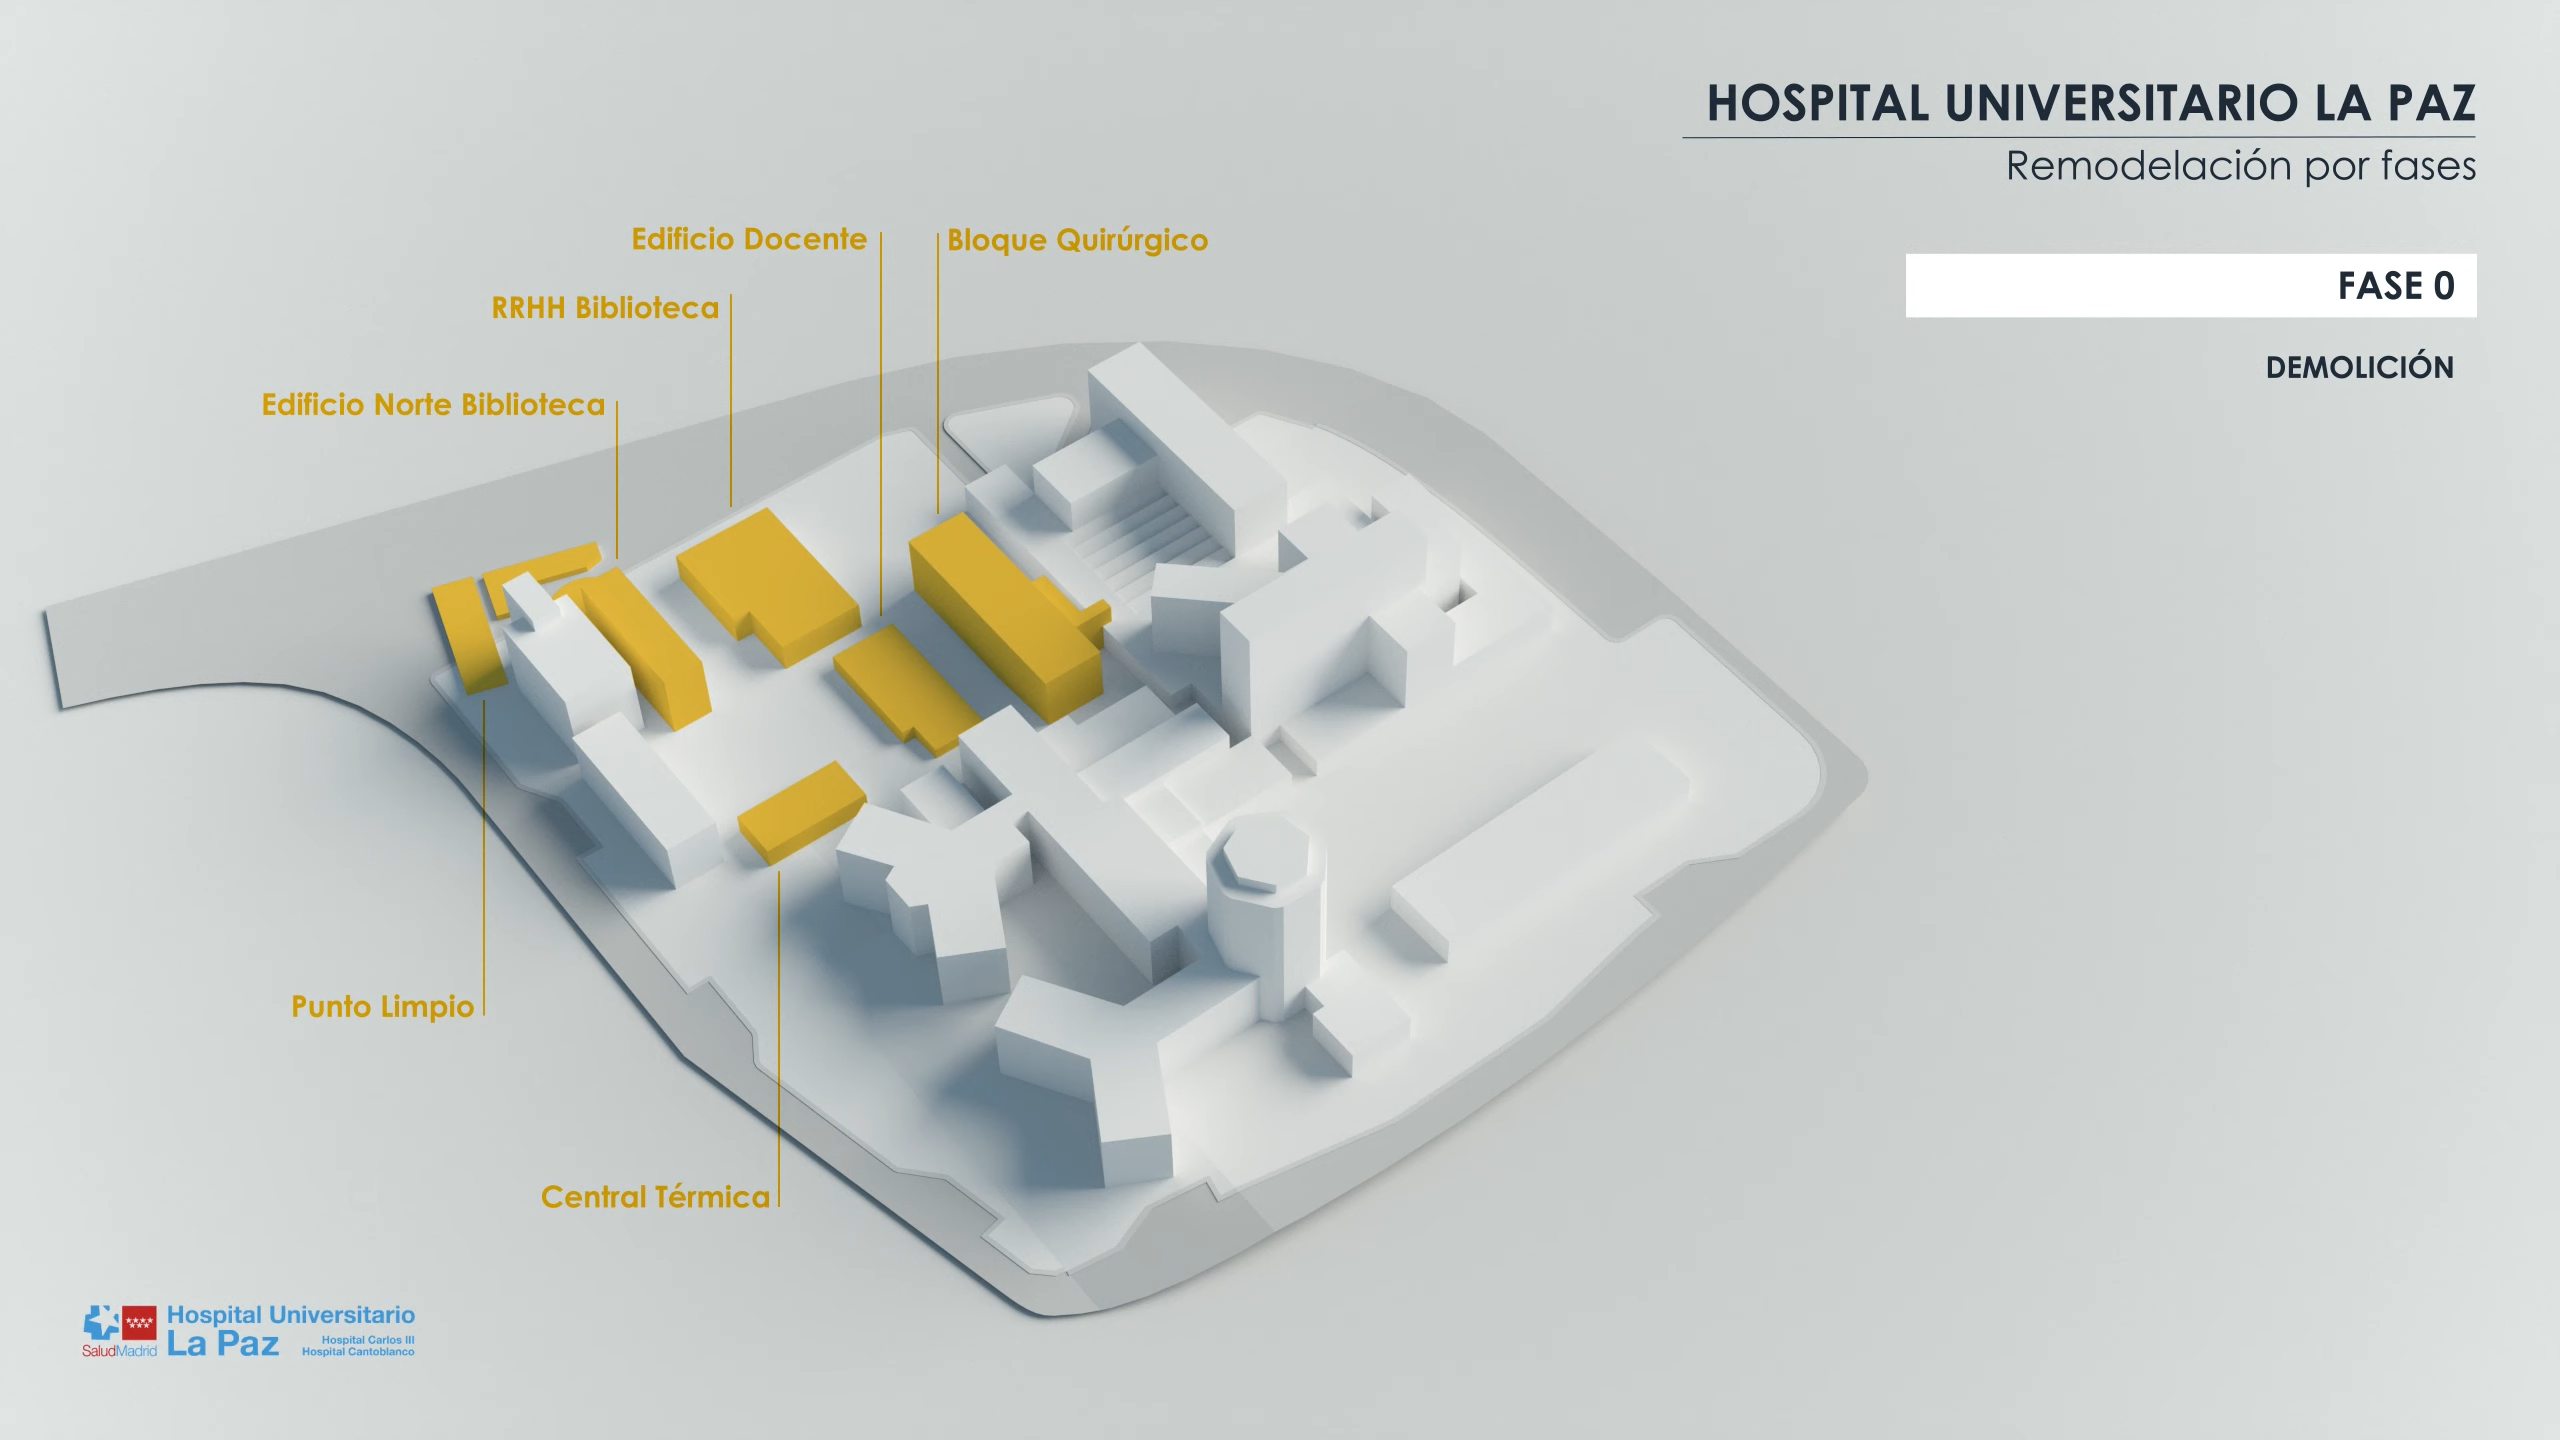 HOSPITAL UNIVERSITARIO LA PAZ
Remodelación por fases
FASE 0
DEMOLICIÓN
Edificio Docente
Bloque Quirúrgico
RRHH Biblioteca
Edificio Norte Biblioteca
Punto Limpio
Central Térmica
SaludMadrid
Hospital Universitario
La Paz
Hospital Carlos III
Hospital Cantoblanco